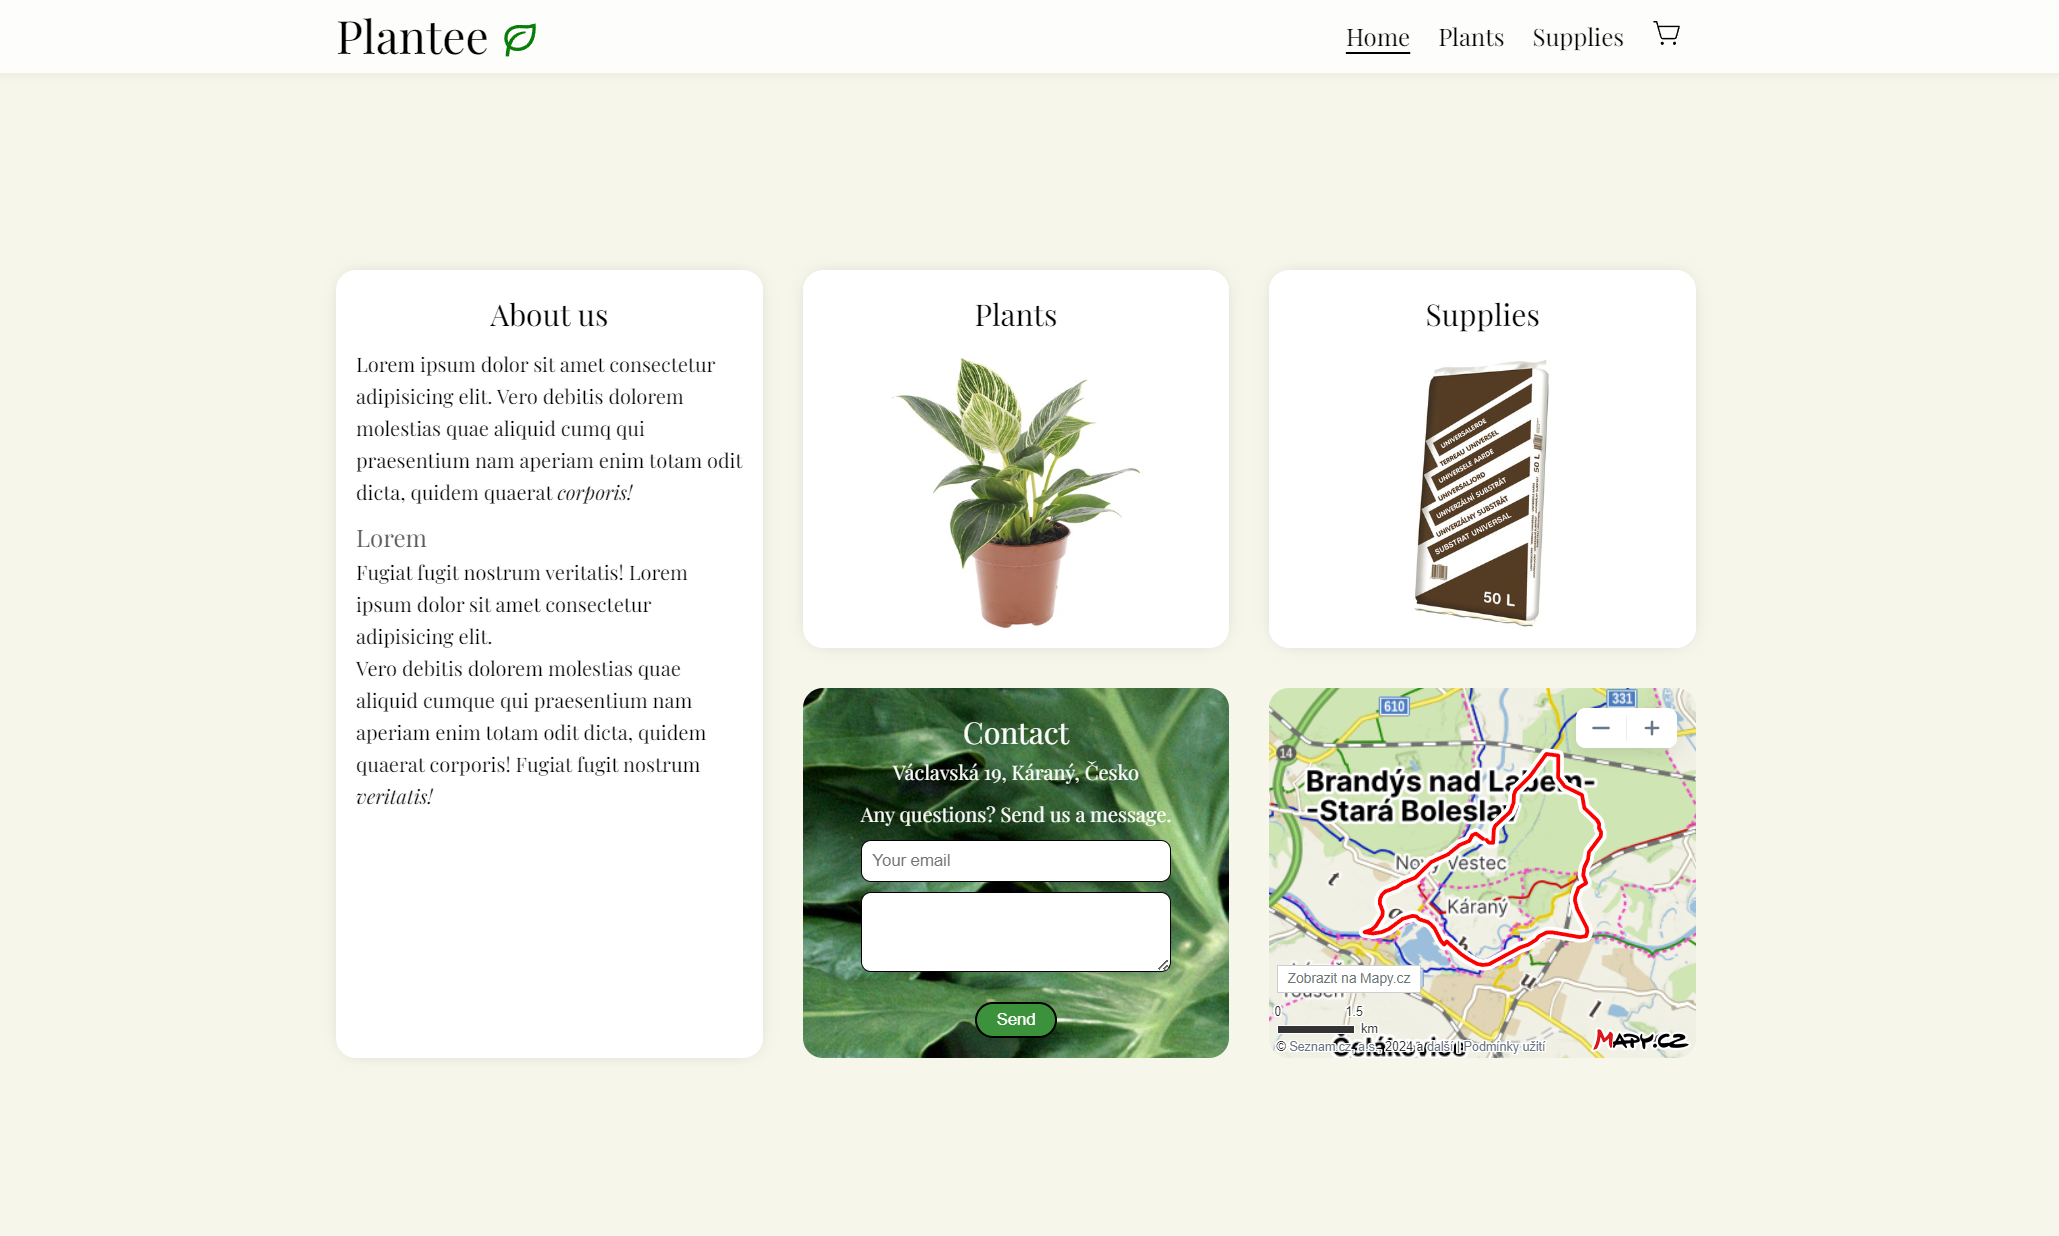 Plantee
Home Plants Supplies
About us
Lorem ipsum dolor sit amet consectetur
adipisicing elit. Vero debitis dolorem
molestias quae aliquid cumq qui
praesentium nam aperiam enim totam odit
dicta, quidem quaerat corporis!
Lorem
Fugiat fugit nostrum veritatis! Lorem
ipsum dolor sit amet consectetur
adipisicing elit.
Vero debitis dolorem molestias quae
aliquid cumque qui praesentium nam
aperiam enim totam odit dicta, quidem
quaerat corporis! Fugiat fugit nostrum
veritatis!
Plants
Supplies
UNIVERSALERDE
TERREAU UNIVERSEL
UNIVERSELE AARDE
UNIVERSALJORD
UNIVERZÁLNÍ SUBSTRÁT
UNIVERZÁLNY SUBSTRÁT
SUBSTRAT UNIVERSAL
50 L
50 L
Contact
Václavská 19, Káraný, Česko
Any questions? Send us a message.
Your email
Send
610
331
14
Brandýs nad Labem-
-Stará Boleslav
Nový Vestec
Káraný
Zobrazit na Mapy.cz
0 1.5
km
Čelákovice
© Seznam.cz, a.s., 2024 a další | Podmínky užití
MAPY.CZ